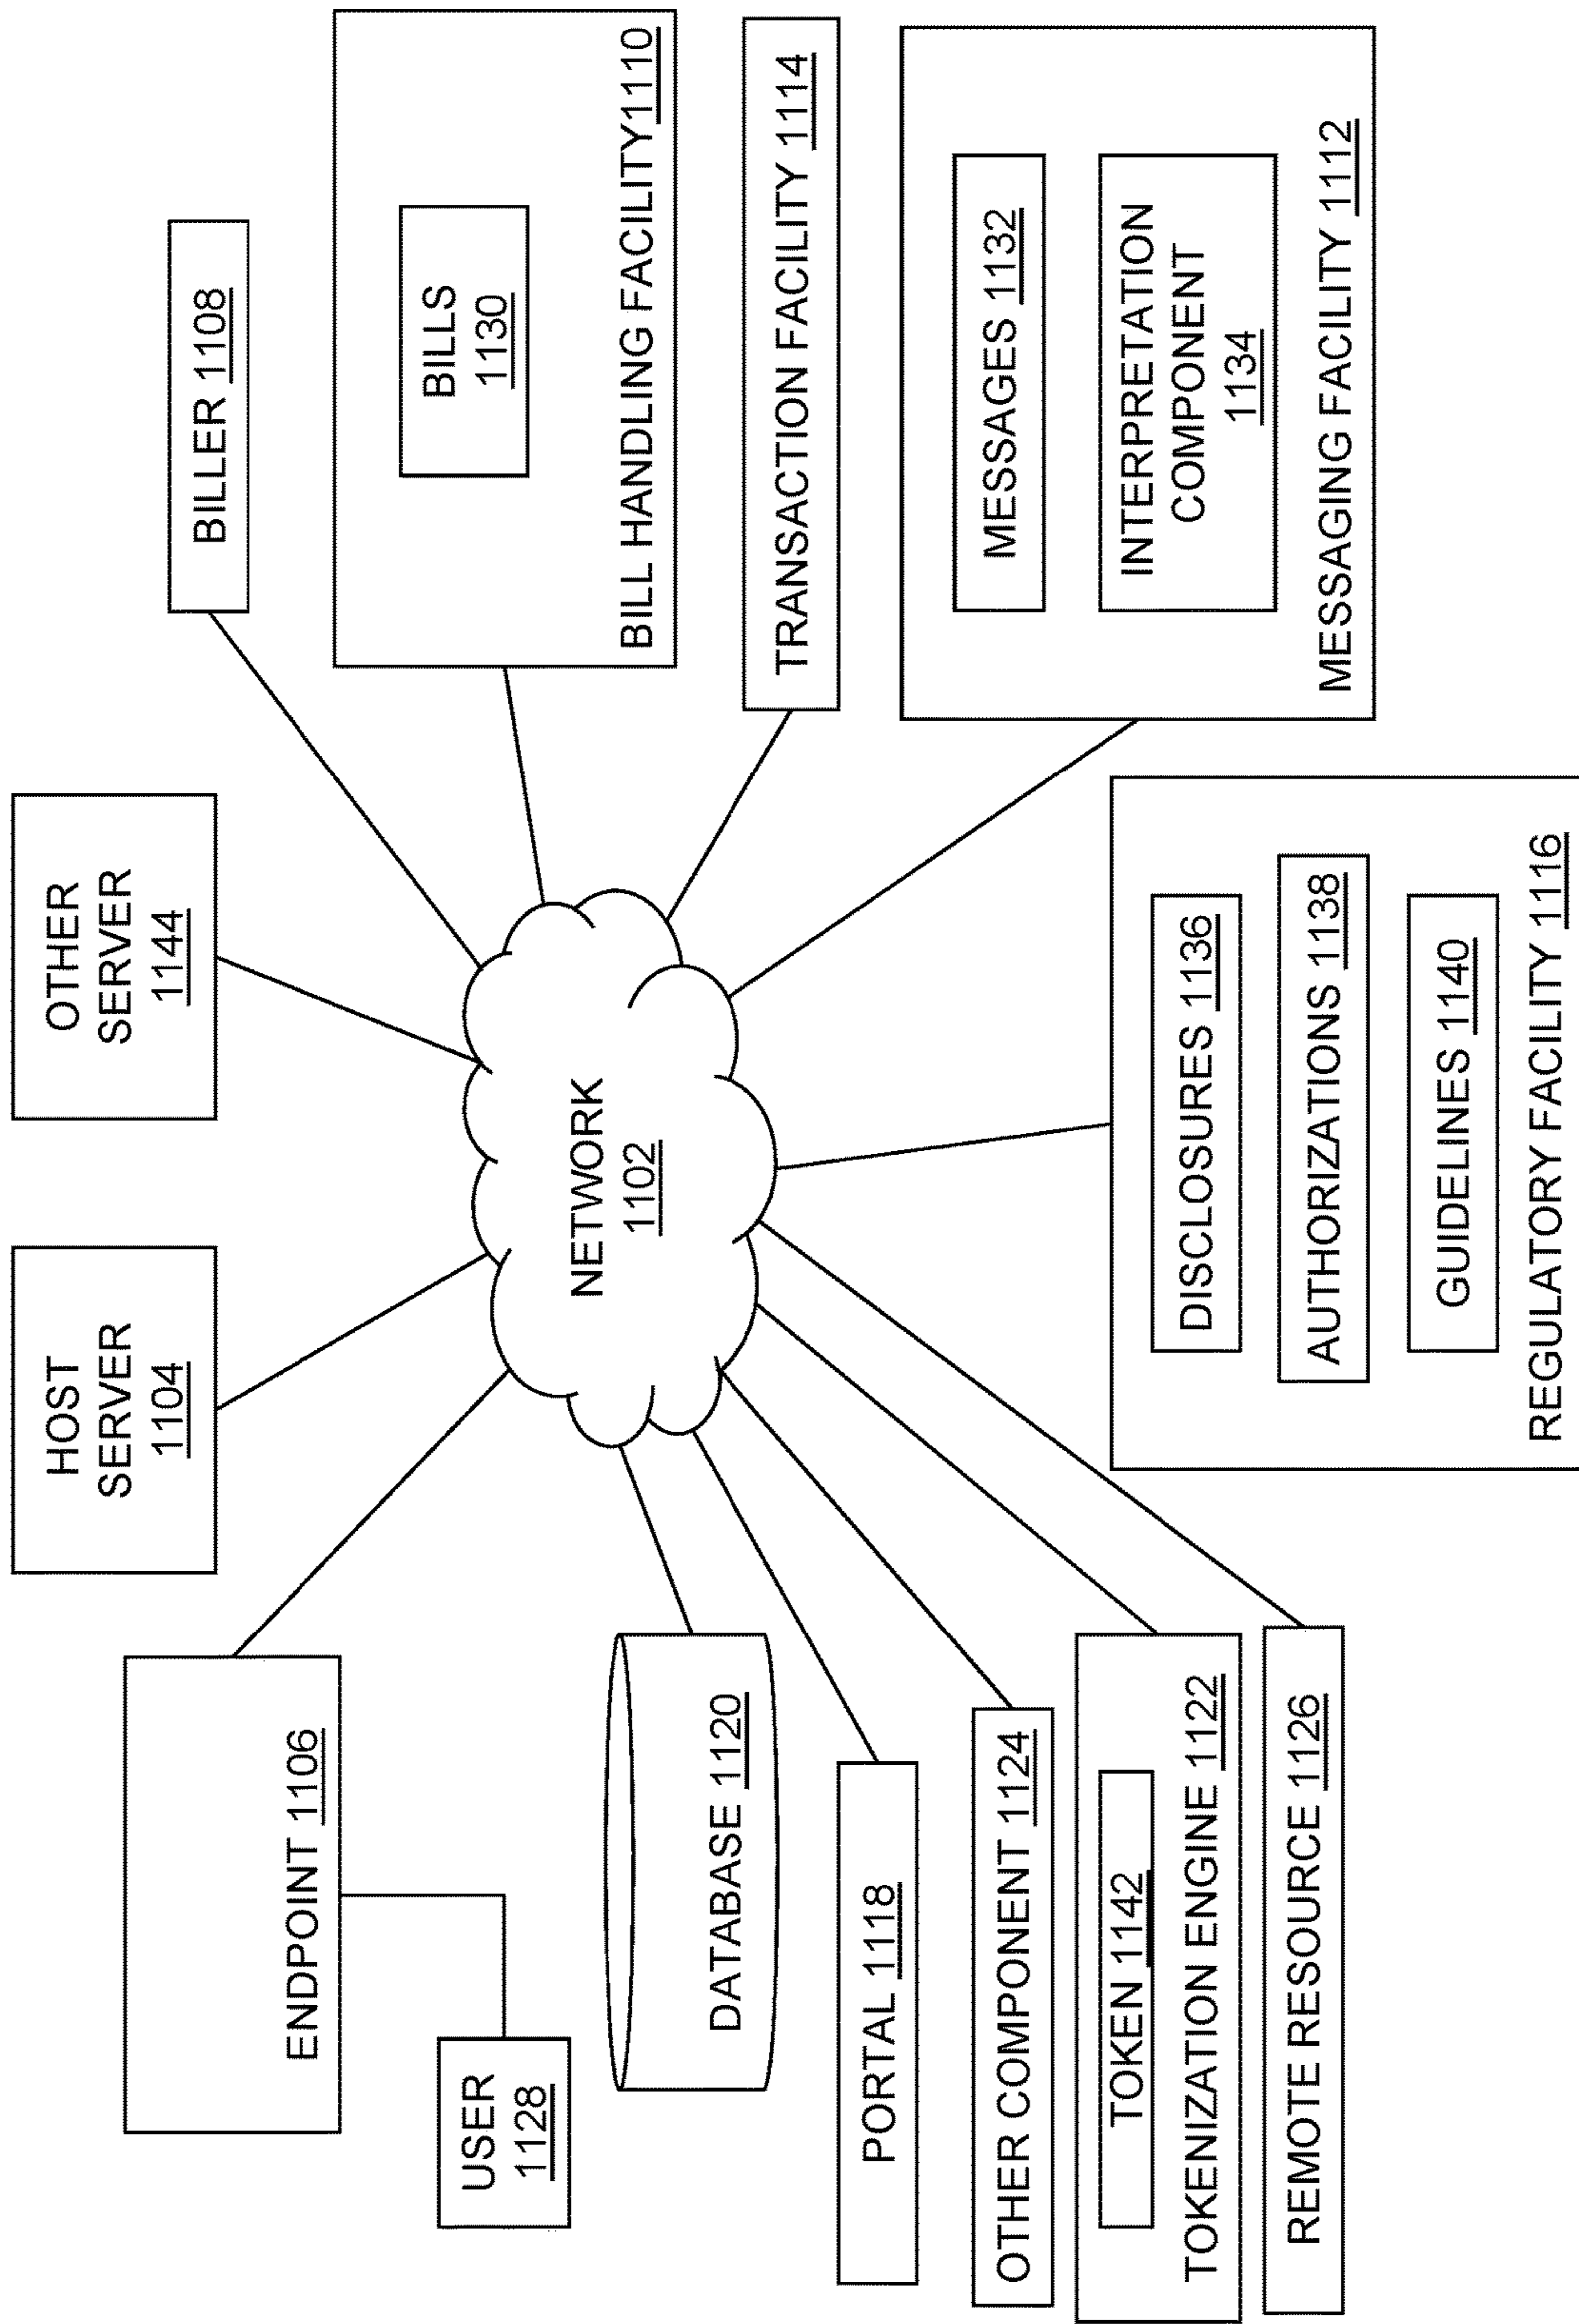 HOST
SERVER
1104
OTHER
SERVER
1144
BILLER 1108
ENDPOINT 1106
USER
1128
BILLS
1130
BILL HANDLING FACILITY1110
NETWORK
1102
DATABASE 1120
TRANSACTION FACILITY 1114
PORTAL 1118
MESSAGES 1132
INTERPRETATION
COMPONENT
1134
MESSAGING FACILITY 1112
OTHER COMPONENT 1124
TOKEN 1142
TOKENIZATION ENGINE 1122
REMOTE RESOURCE 1126
DISCLOSURES 1136
AUTHORIZATIONS 1138
GUIDELINES 1140
REGULATORY FACILITY 1116